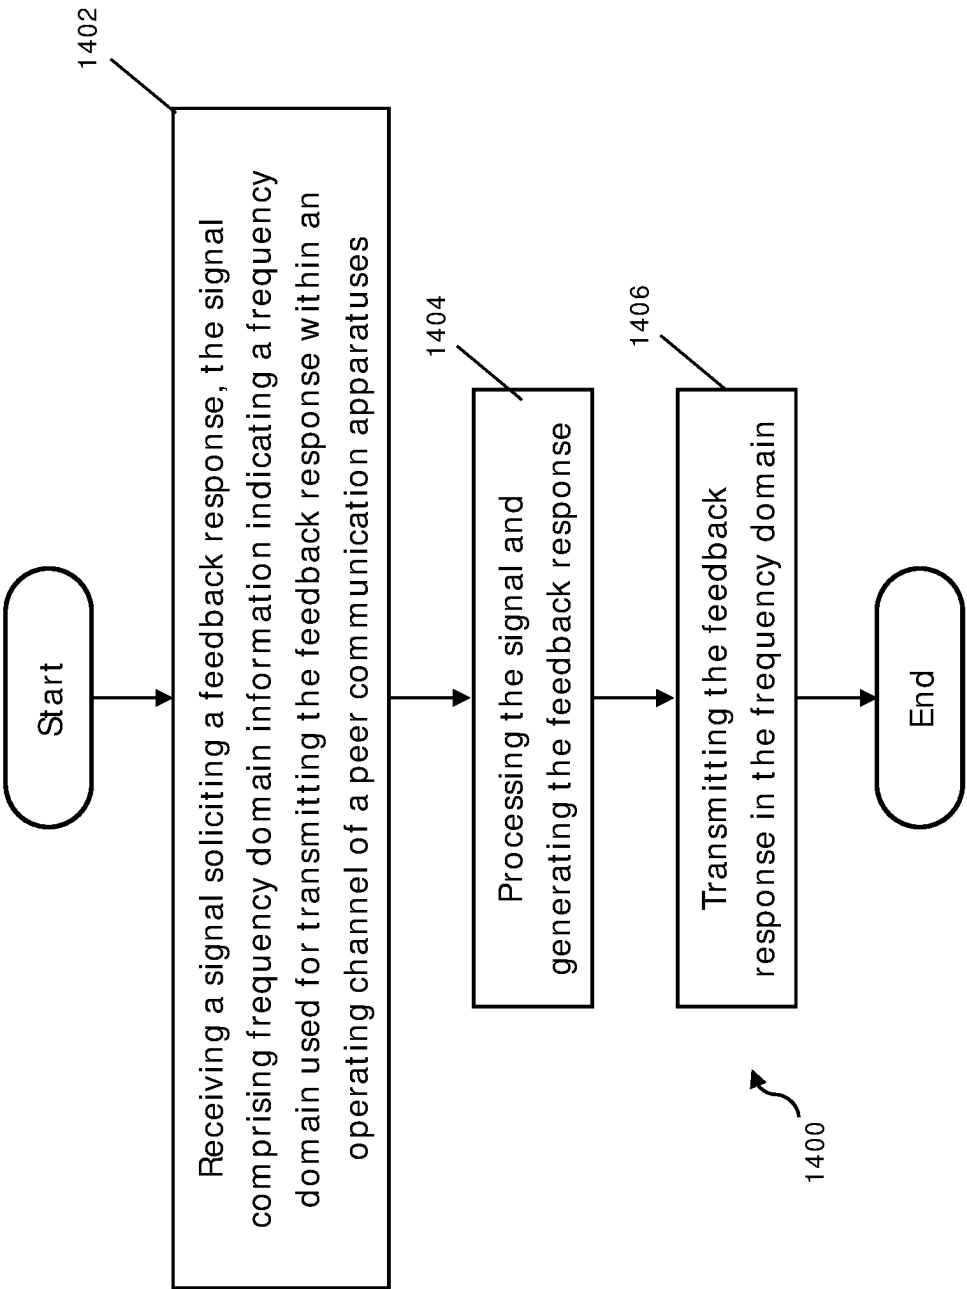 Start
1402
Receiving a signal soliciting a feedback response, the signal
comprising frequency domain information indicating a frequency
domain used for transmitting the feedback response within an
operating channel of a peer communication apparatuses
1404
Processing the signal and
generating the feedback response
1406
Transmitting the feedback
response in the frequency domain
End
1400